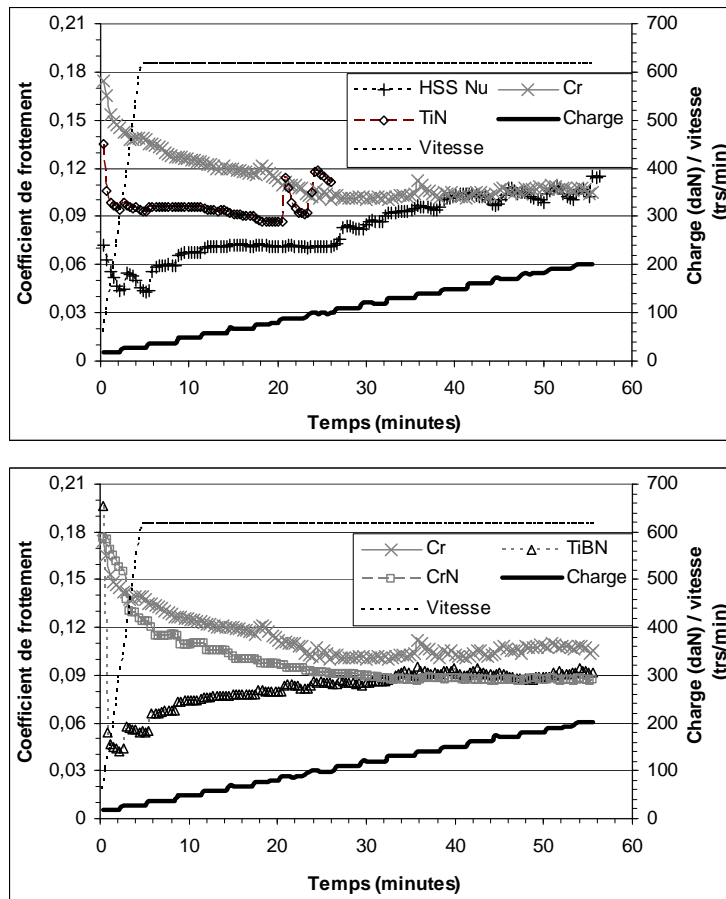 0,21
0,18
0,15
0,12
0,09
0,06
0,03
0
Coefficient de frottement
700
600
500
400
300
200
100
0
Charge (daN) / vitesse
(trs/min)
HSS Nu
Cr
TiN
Charge
Vitesse
0
10
20
30
40
50
60
Temps (minutes)
0,21
0,18
0,15
0,12
0,09
0,06
0,03
0
Coefficient de frottement
700
600
500
400
300
200
100
0
Charge (daN) / vitesse
(trs/min)
Cr
TiBN
CrN
Charge
Vitesse
0
10
20
30
40
50
60
Temps (minutes)